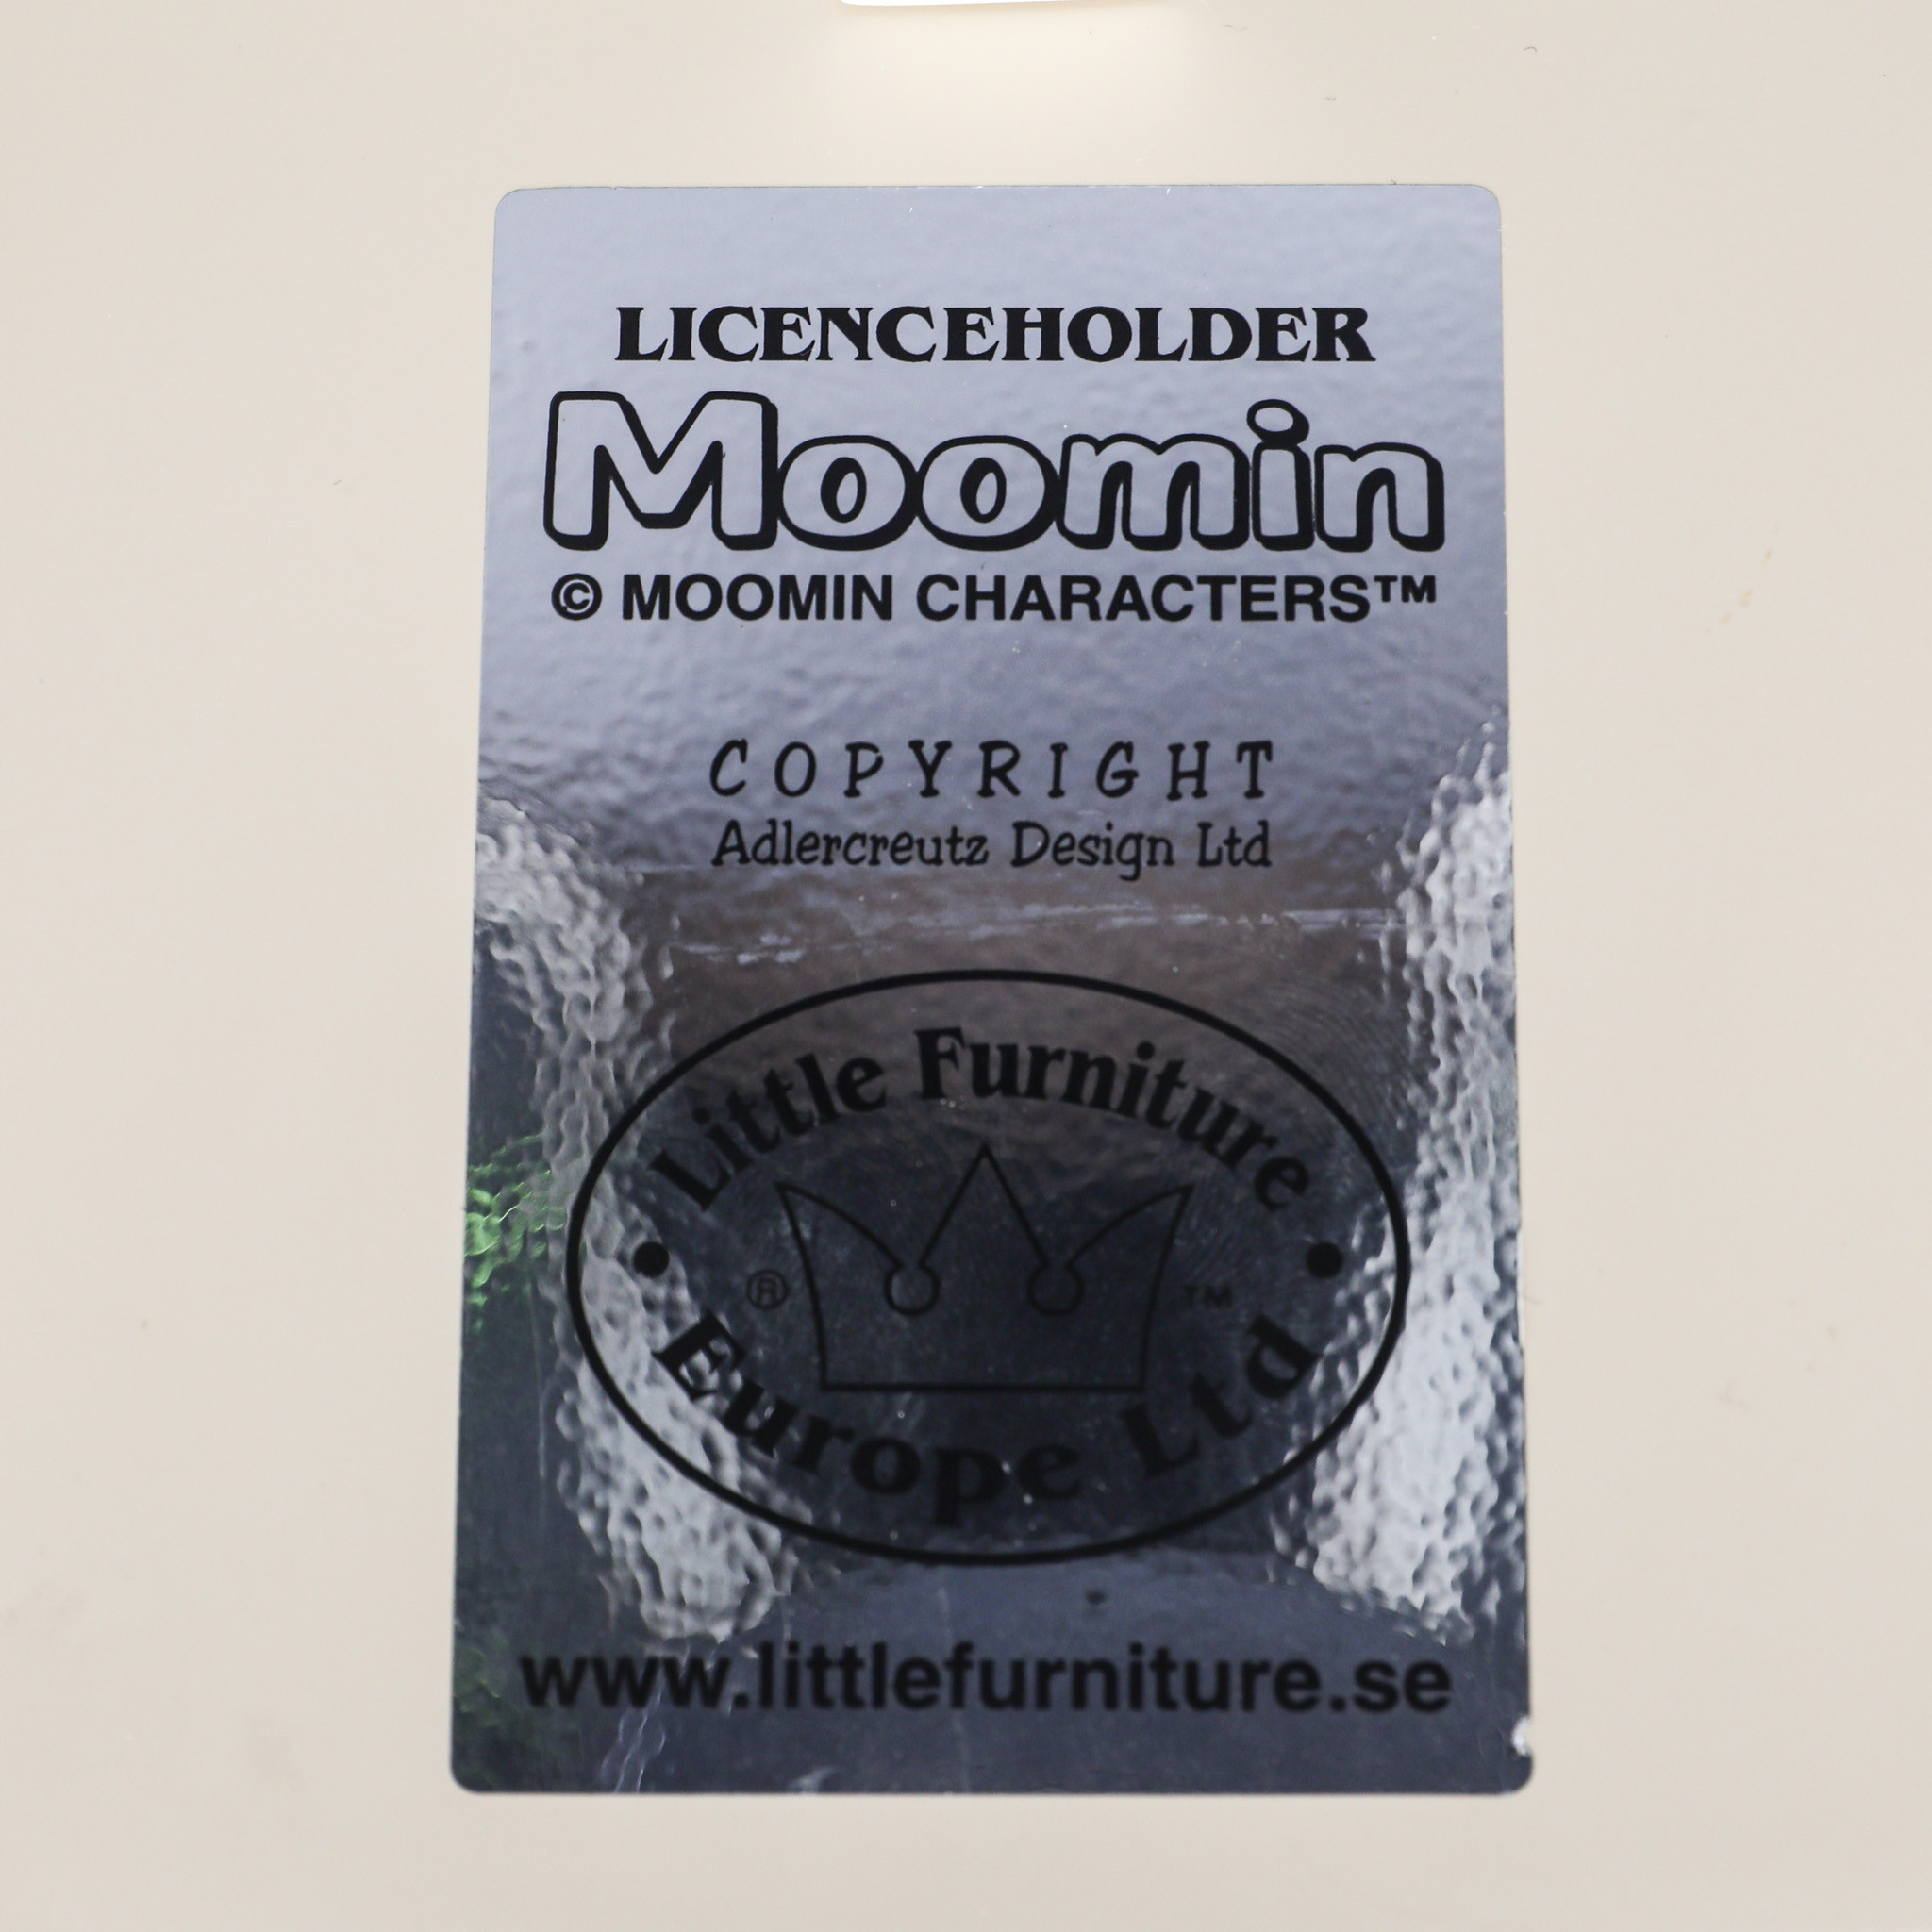 LICENCEHOLDER
Moomin
© MOOMIN CHARACTERS™
COPYRIGHT
Adlercreutz Design Ltd
Little Furniture
® ™
Europe Ltd
www.littlefurniture.se